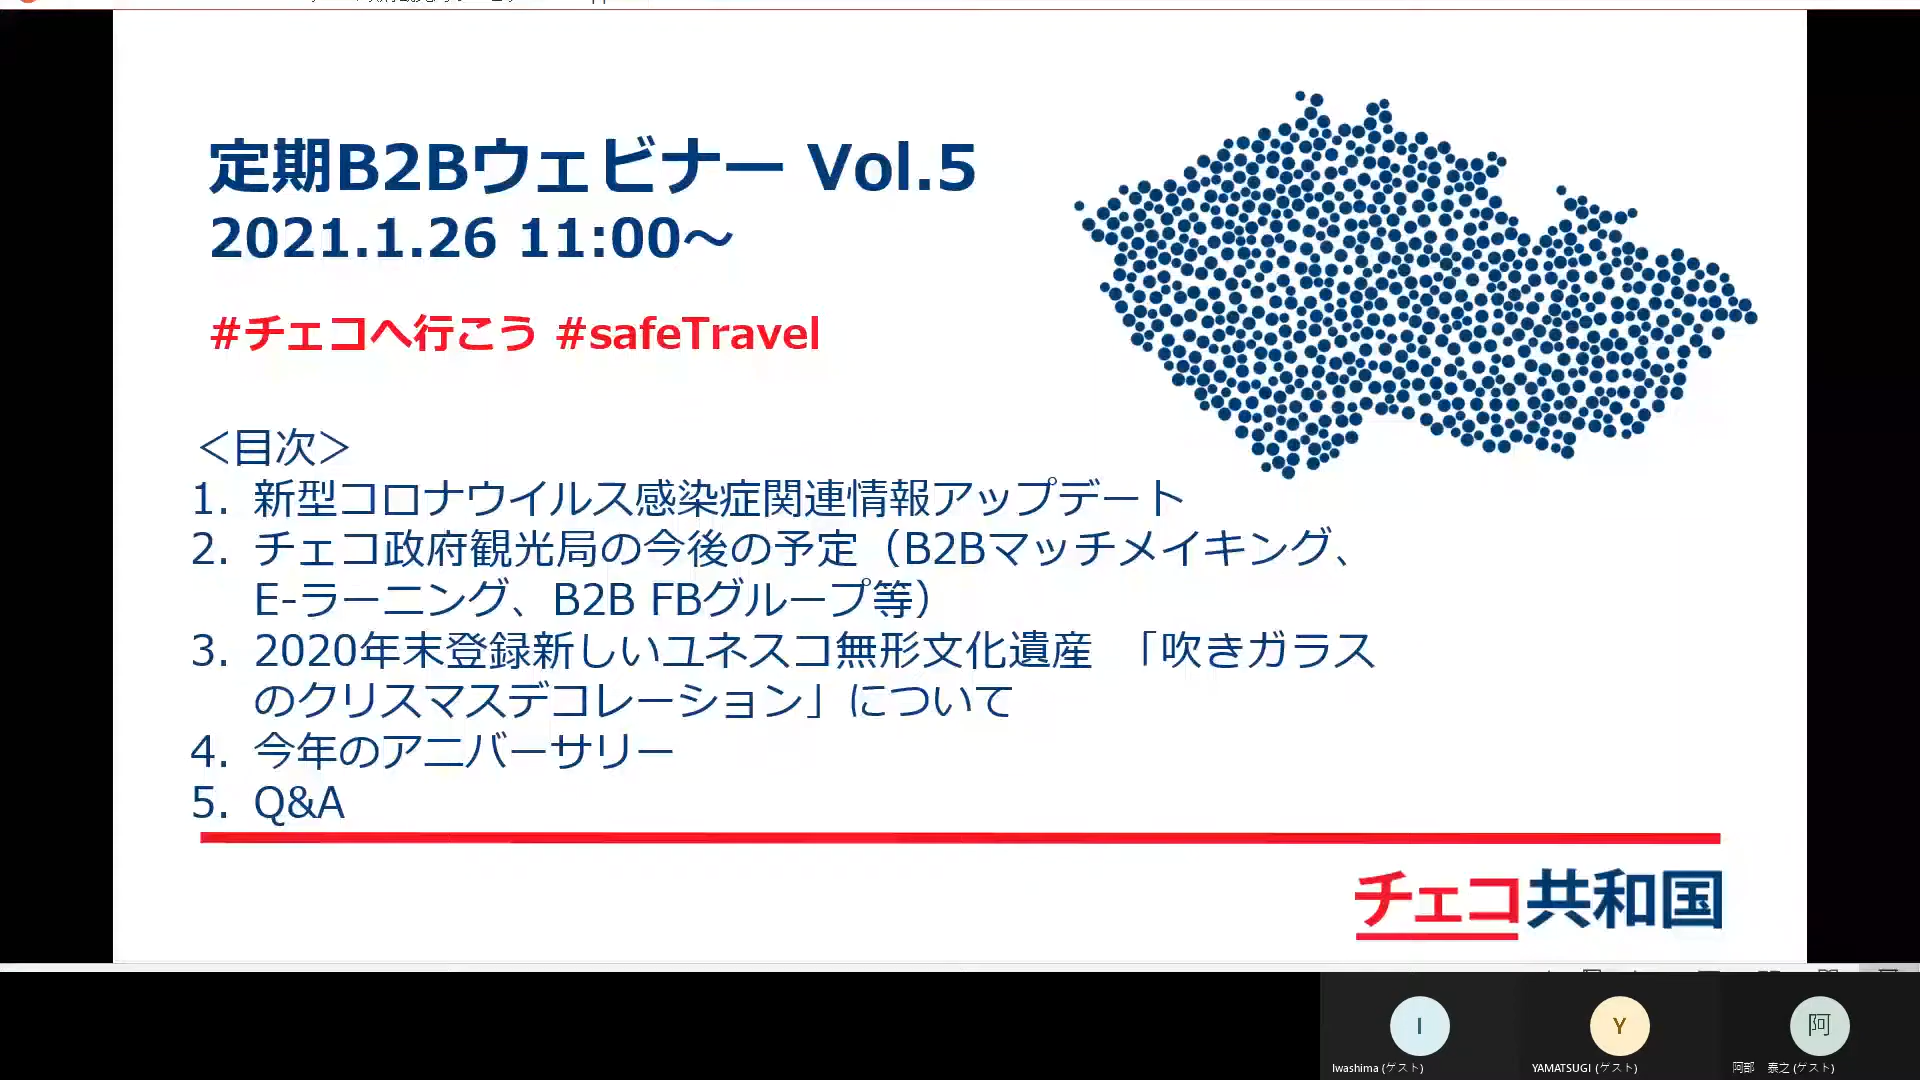 定期B2Bウェビナー Vol.5
2021.1.26 11:00～
#チェコへ行こう #safeTravel
＜目次＞
1. 新型コロナウイルス感染症関連情報アップデート
2. チェコ政府観光局の今後の予定（B2Bマッチメイキング、
E-ラーニング、B2B FBグループ等）
3. 2020年末登録新しいユネスコ無形文化遺産 「吹きガラス
のクリスマスデコレーション」について
4. 今年のアニバーサリー
5. Q&A
チェコ共和国
I
Y
阿
Iwashima (ゲスト)
YAMATSUGI (ゲスト)
阿部 泰之 (ゲスト)